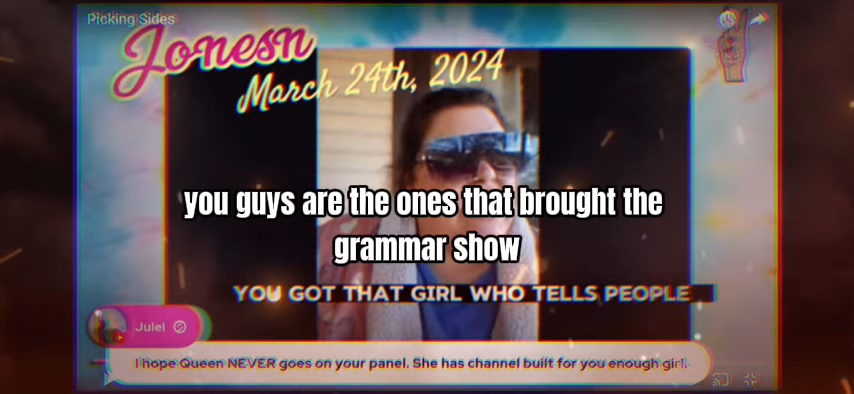 Picking Sides
Jonesn
March 24th, 2024
you guys are the ones that brought the
grammar show
YOU GOT THAT GIRL WHO TELLS PEOPLE
Julel
I hope Queen NEVER goes on your panel. She has channel built for you enough girl.